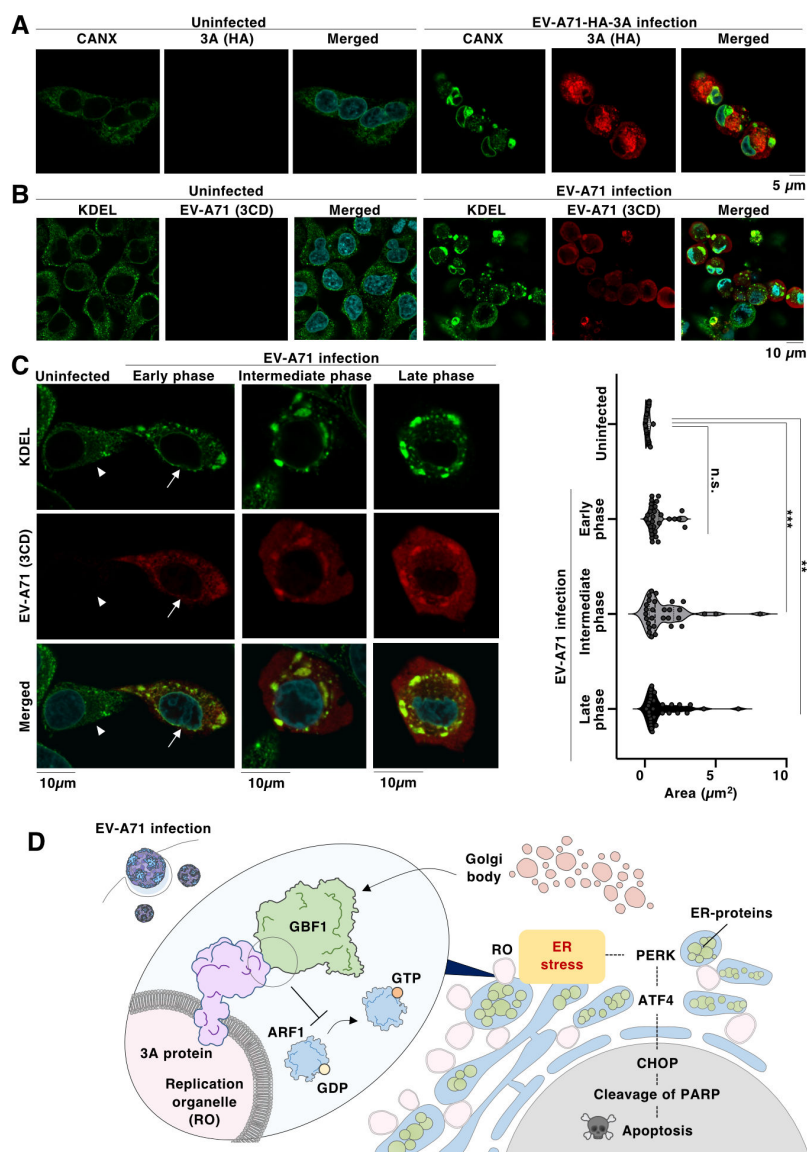 A
Uninfected
EV-A71-HA-3A infection
CANX 3A (HA) Merged CANX 3A (HA) Merged
5 µm
B
Uninfected
EV-A71 infection
KDEL EV-A71 (3CD) Merged KDEL EV-A71 (3CD) Merged
10 µm
C
EV-A71 infection
Uninfected Early phase Intermediate phase Late phase
KDEL
EV-A71 (3CD)
Merged
10µm 10µm 10µm
Uninfected
Early
phase
Intermediate
phase
Late
phase
EV-A71 infection
n.s.
***
**
0 5 10
Area (µm²)
D
EV-A71 infection
Golgi
body
GBF1
ER-proteins
RO
ER
stress
PERK
GTP
ATF4
ARF1
3A protein
CHOP
GDP
Replication
organelle
(RO)
Cleavage of PARP
Apoptosis